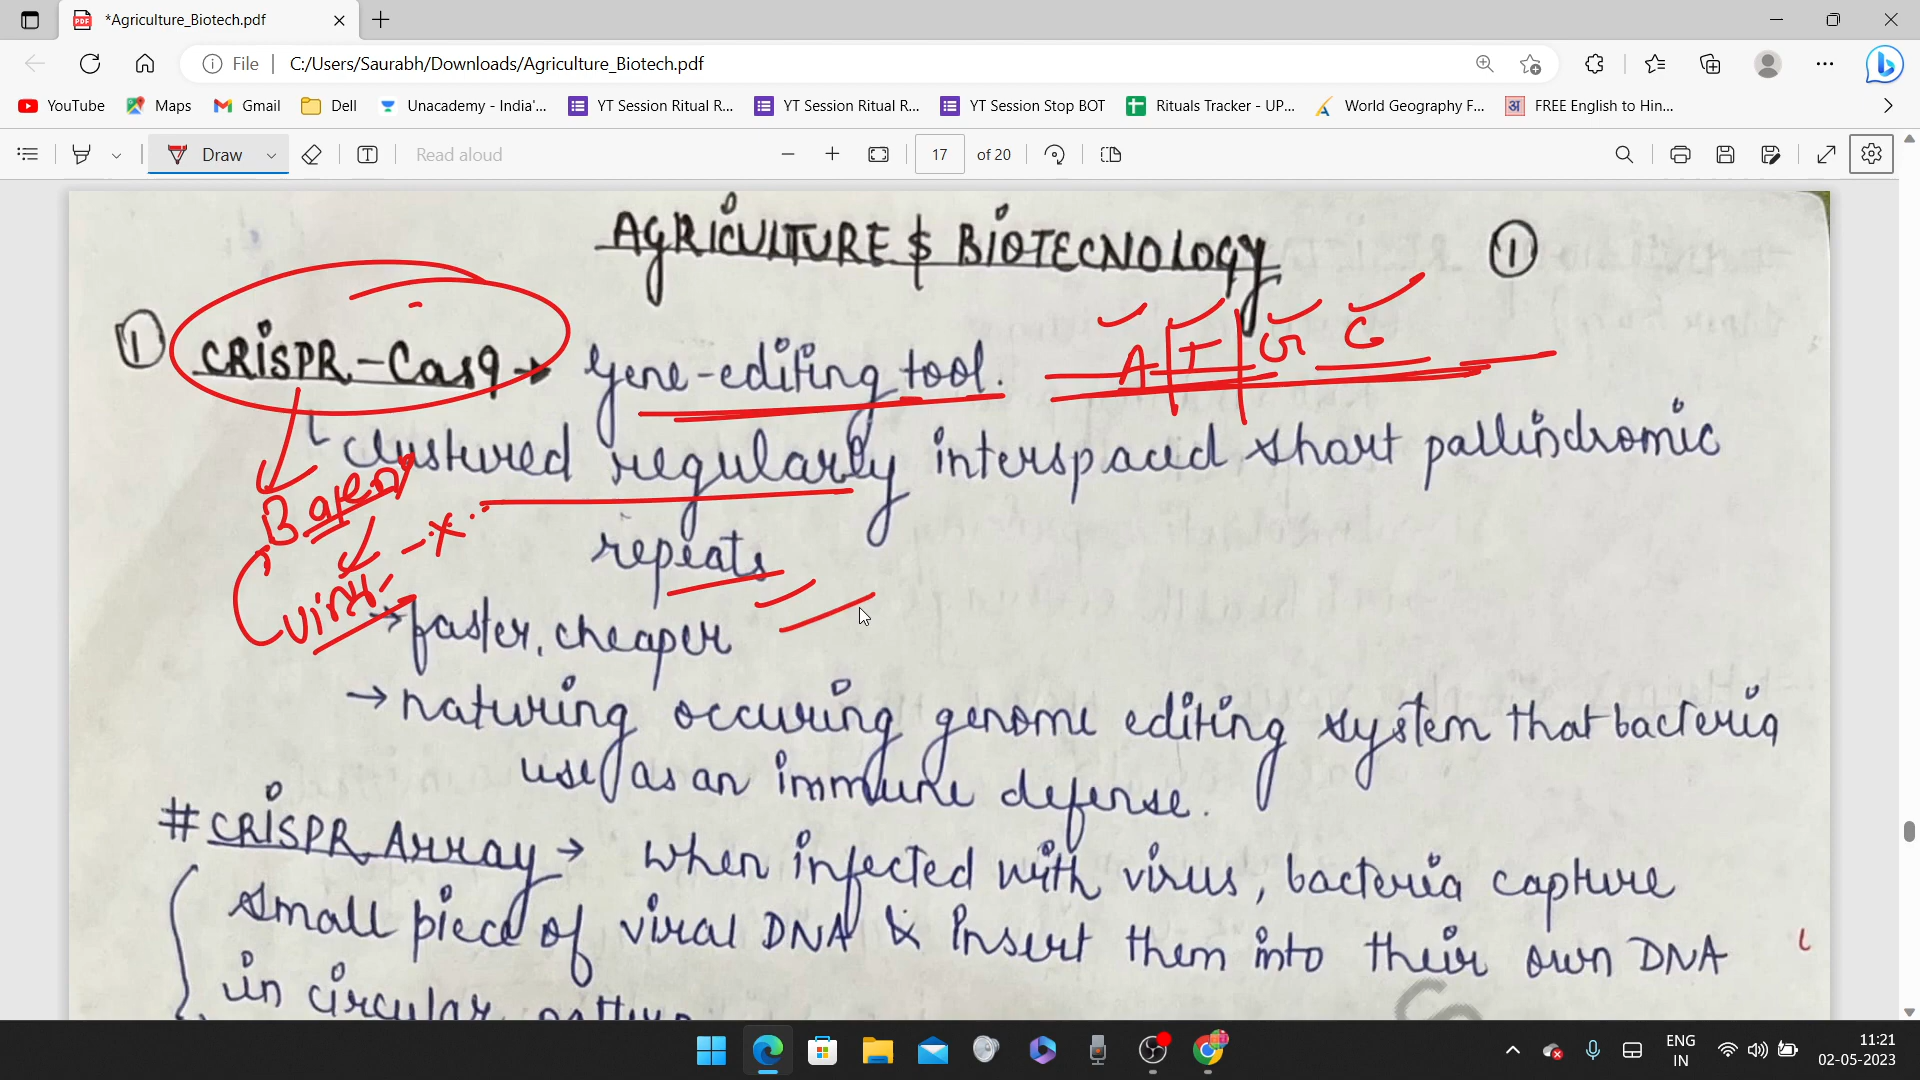 *Agriculture_Biotech.pdf
File C:/Users/Saurabh/Downloads/Agriculture_Biotech.pdf
YouTube Maps Gmail Dell Unacademy - India'... YT Session Ritual R... YT Session Ritual R... YT Session Stop BOT Rituals Tracker - UP... World Geography F... FREE English to Hin...
Draw Read aloud 17 of 20
AGRICULTURE & BIOTECNOLOGY ①
① CRISPR-Cas9 → Gene-editing tool. A T G C
clustured regularly interspaced short pallindromic
repeats
→ faster, cheaper
→ naturing occuring genome editing system that bacteria
use as an immune defense.
# CRISPR Array → when infected with virus, bacteria capture
small piece of viral DNA & insert them into their own DNA
in circular pattern
ENG
IN
11:21
02-05-2023